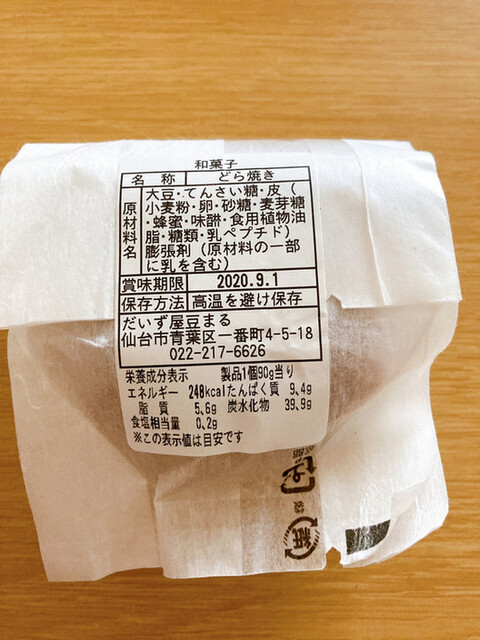 和菓子
名 称 どら焼き
原材料名 大豆・てんさい糖・皮(
小麦粉・卵・砂糖・麦芽糖
・蜂蜜・味醂・食用植物油
脂・糖類・乳ペプチド)
膨張剤(原材料の一部
に乳を含む)
賞味期限 2020.9.1
保存方法 高温を避け保存
だいず屋豆まる
仙台市青葉区一番町4-5-18
022-217-6626
栄養成分表示 製品1個90g当り
エネルギー 248kcal たんぱく質 9.4g
脂 質 5.6g 炭水化物 39.9g
食塩相当量 0.2g
※この表示値は目安です
袋
紙